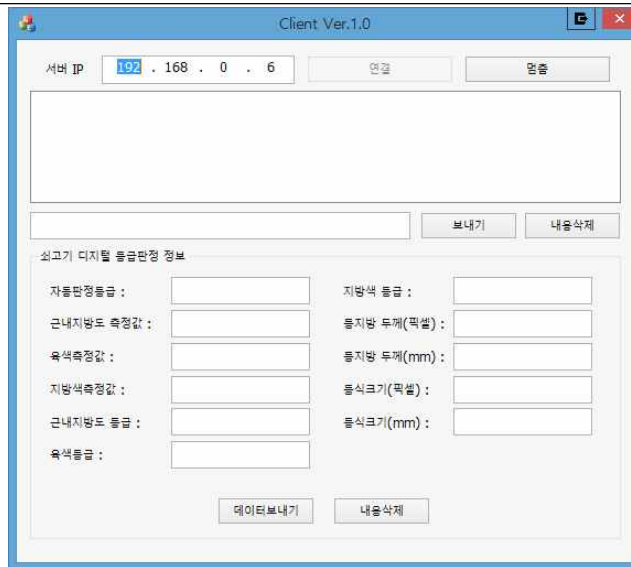 Client Ver.1.0
서버 IP 192 . 168 . 0 . 6 연결 멈춤
보내기 내용삭제
쇠고기 디지털 등급판정 정보
자동판정등급 : 지방색 등급 :
근내지방도 측정값 : 등지방 두께(픽셀) :
육색측정값 : 등지방 두께(mm) :
지방색측정값 : 등심크기(픽셀) :
근내지방도 등급 : 등심크기(mm) :
육색등급 :
데이터보내기 내용삭제